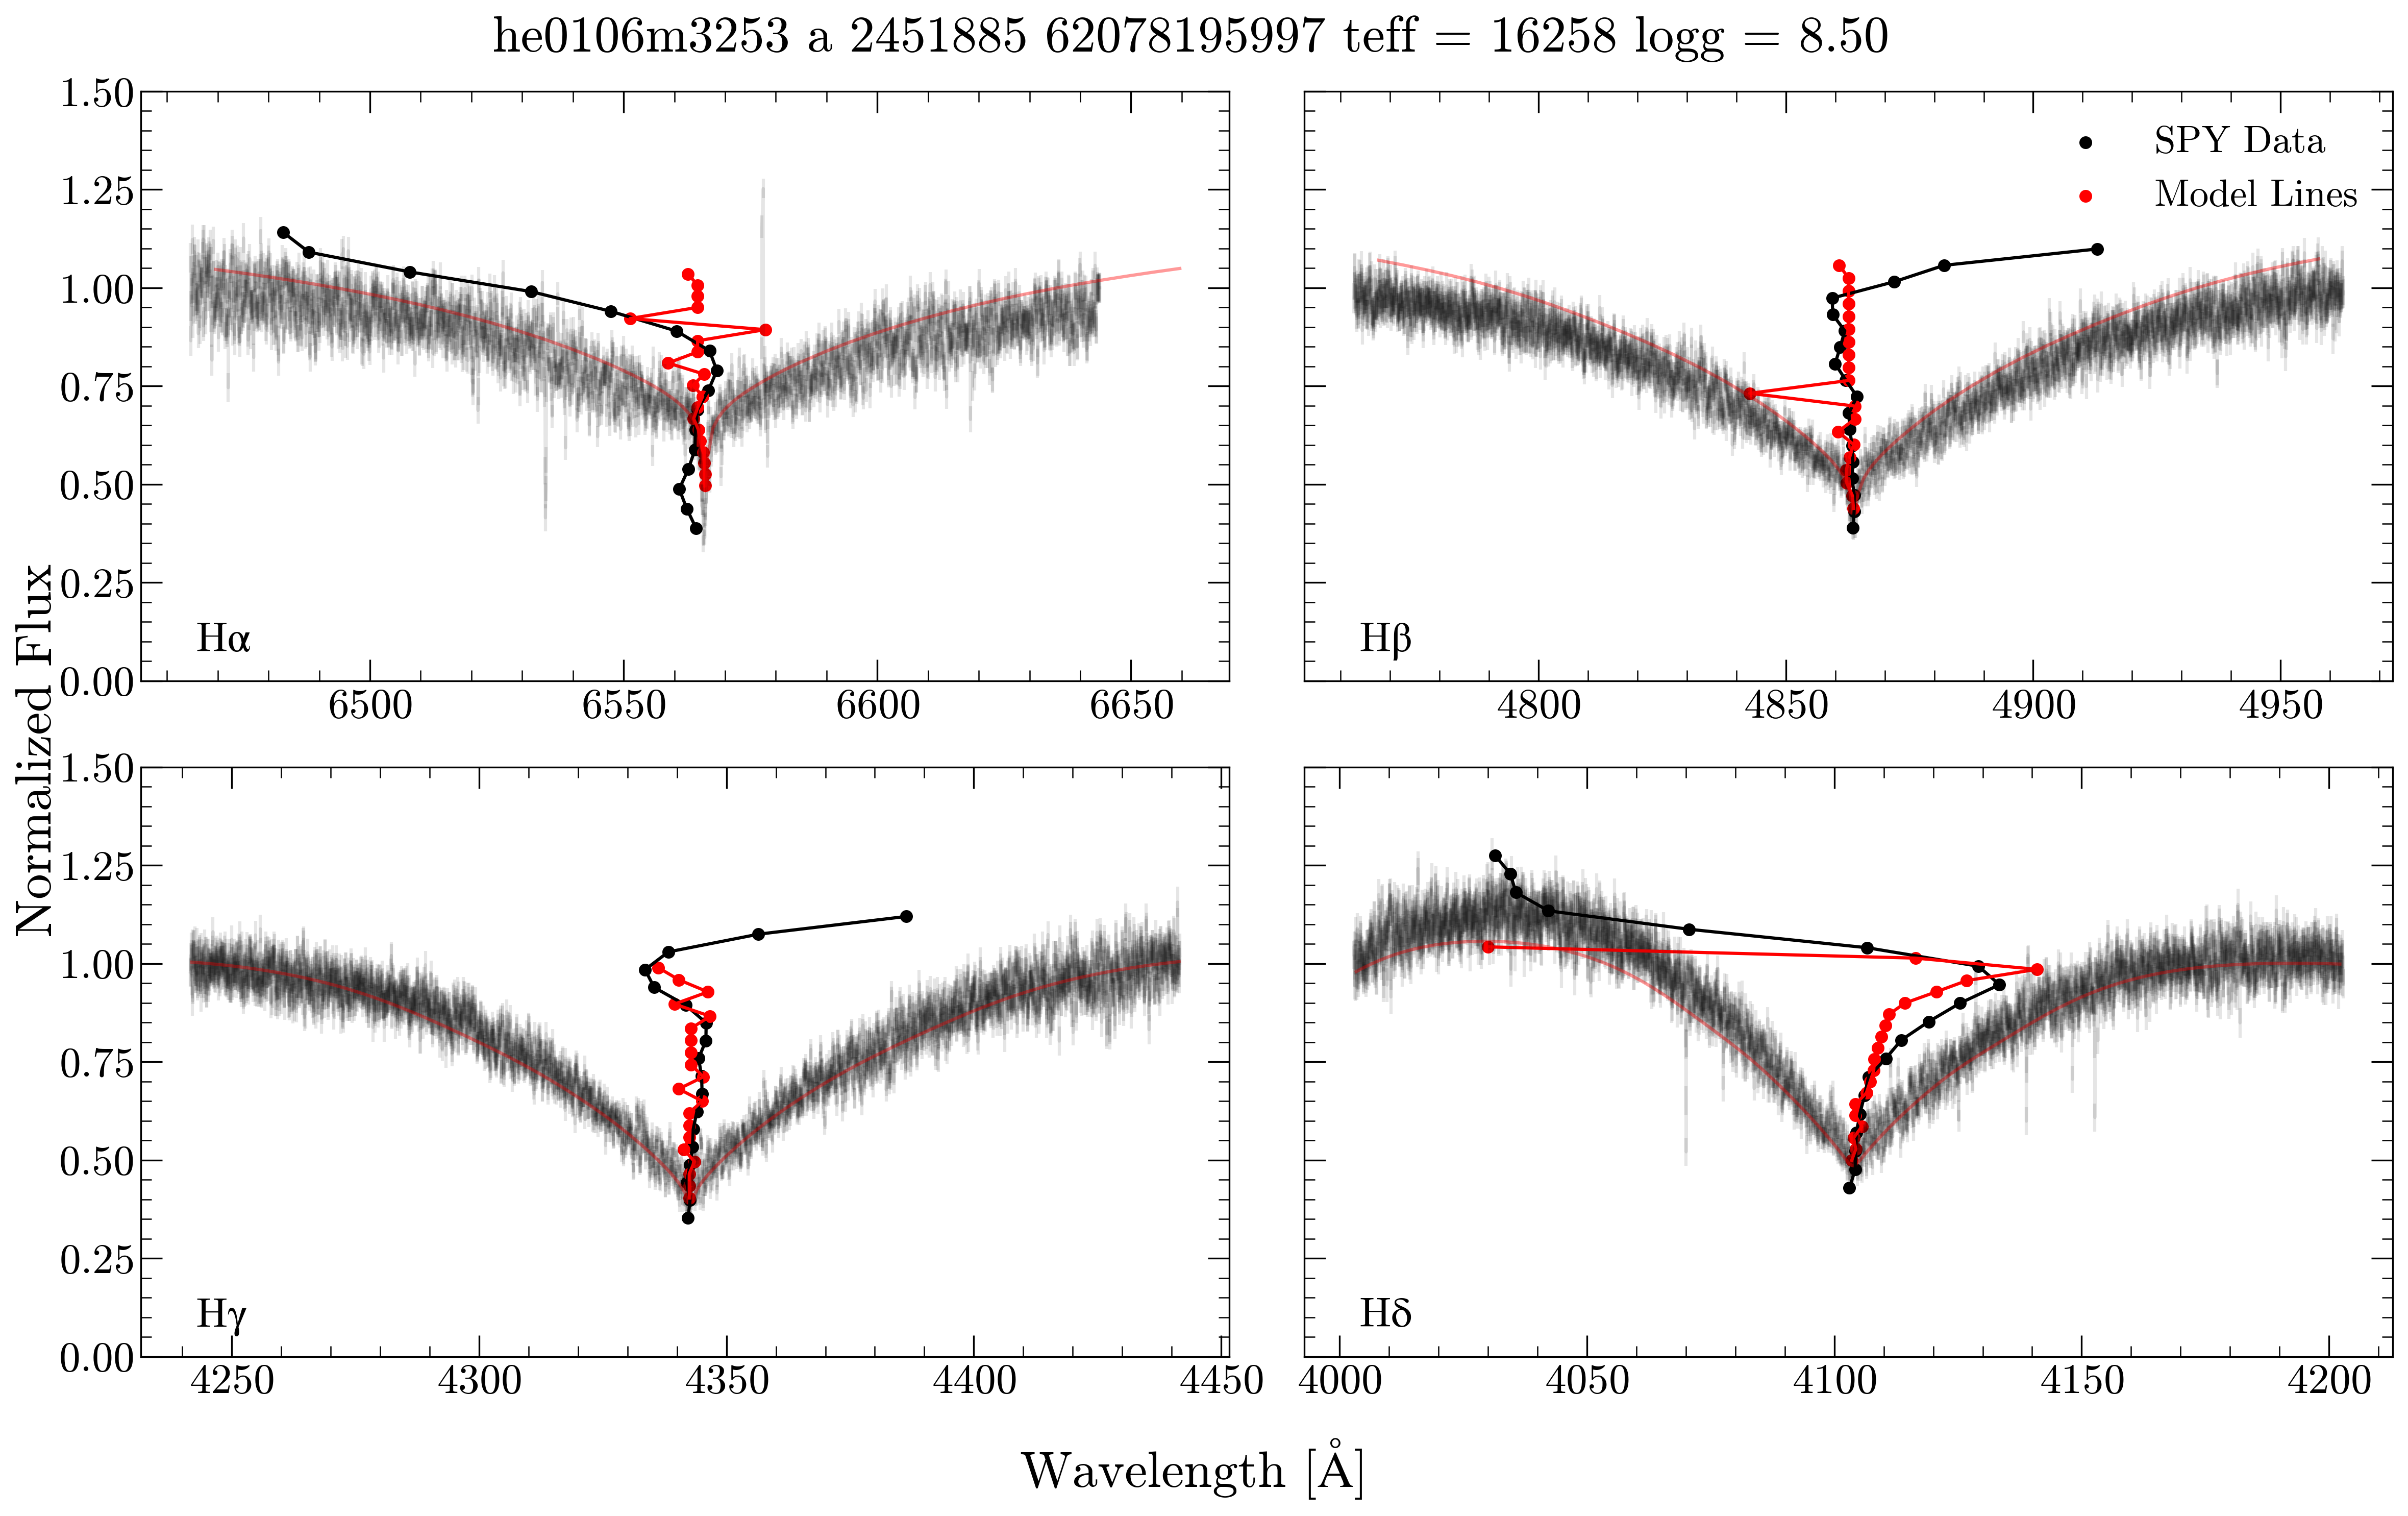 he0106m3253 a 2451885 62078195997 teff = 16258 logg = 8.50
Normalized Flux
1.50
1.25
1.00
0.75
0.50
0.25
0.00
Hα
6500 6550 6600 6650
SPY Data
Model Lines
Hβ
4800 4850 4900 4950
1.50
1.25
1.00
0.75
0.50
0.25
0.00
Hγ
4250 4300 4350 4400 4450
Hδ
4000 4050 4100 4150 4200
Wavelength [Å]